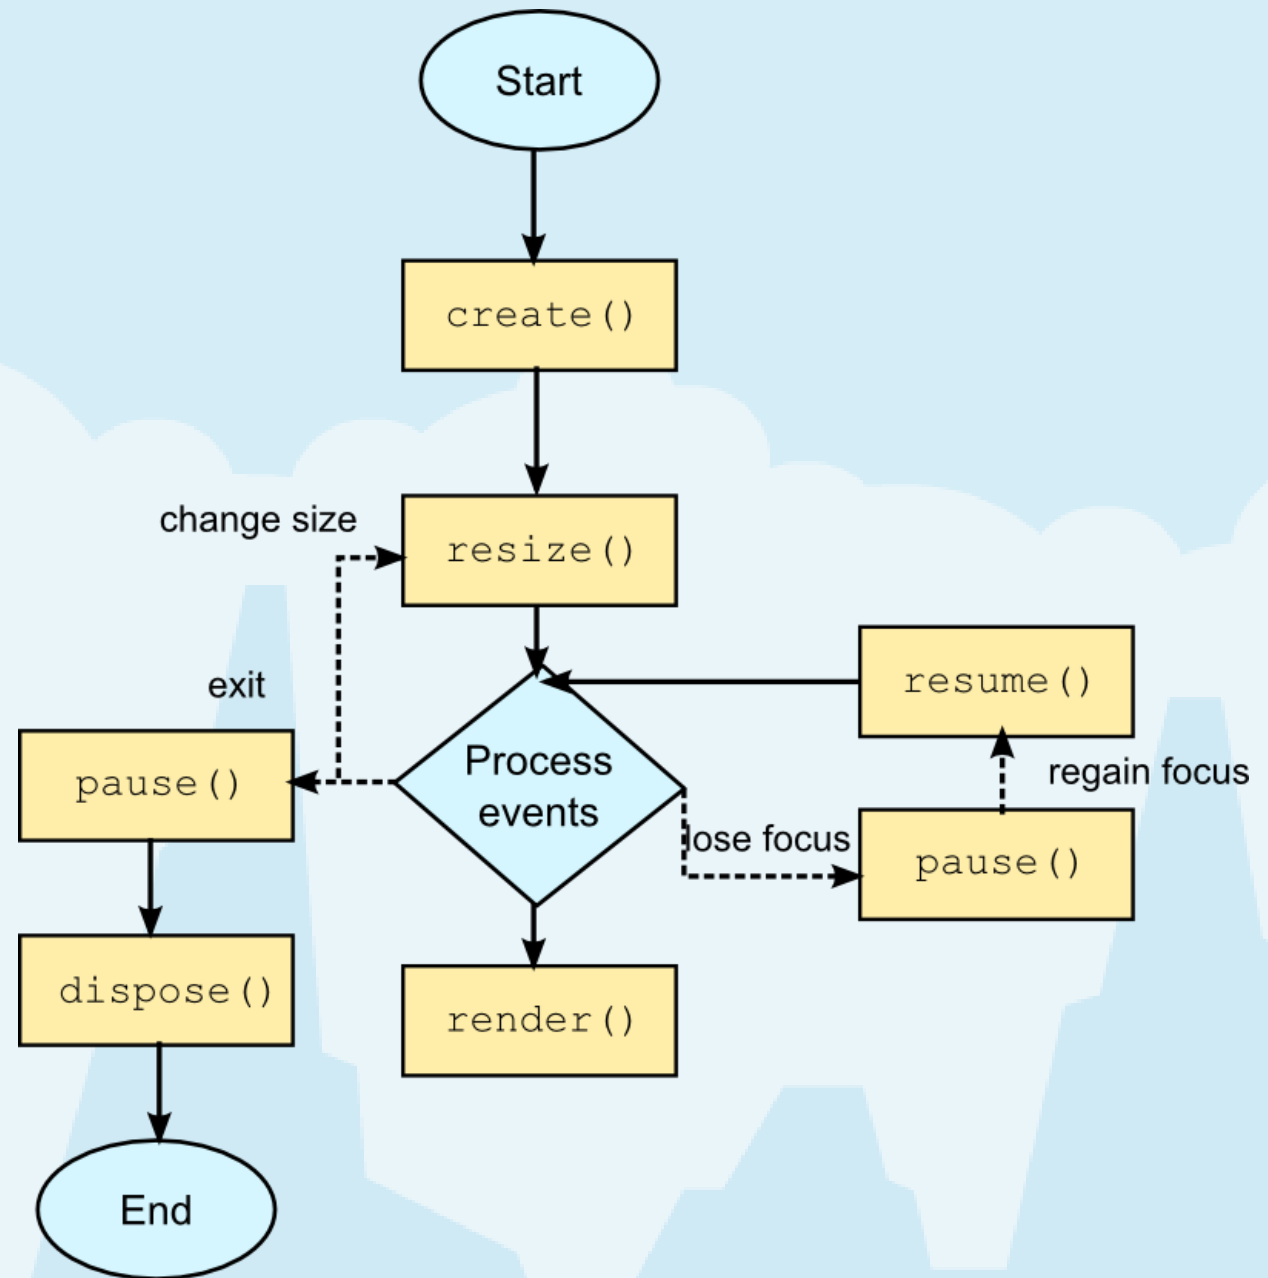 Start
create()
change size
resize()
exit
resume()
pause()
Process
events
regain focus
lose focus
pause()
dispose()
render()
End